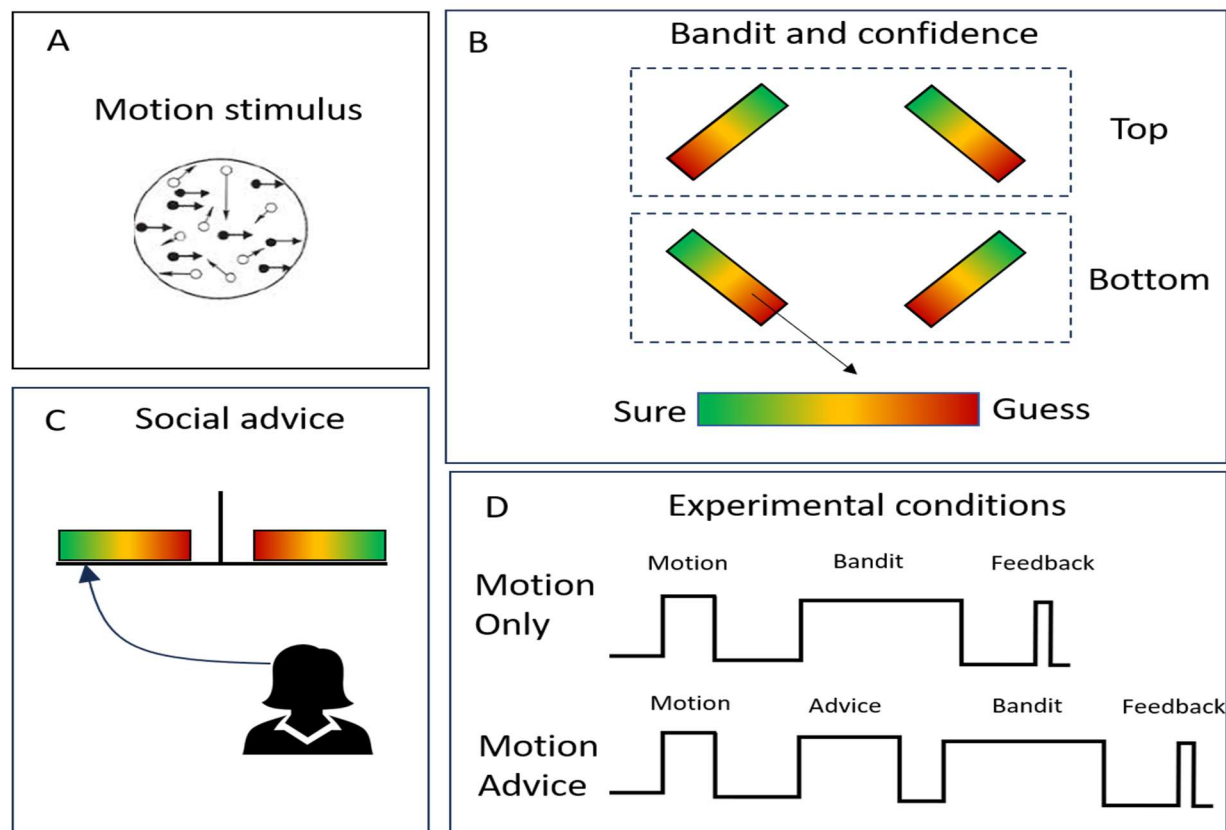 A
Motion stimulus
B
Bandit and confidence
Top
Bottom
Sure
Guess
C
Social advice
D
Experimental conditions
Motion
Only
Motion
Bandit
Feedback
Motion
Advice
Motion
Advice
Bandit
Feedback